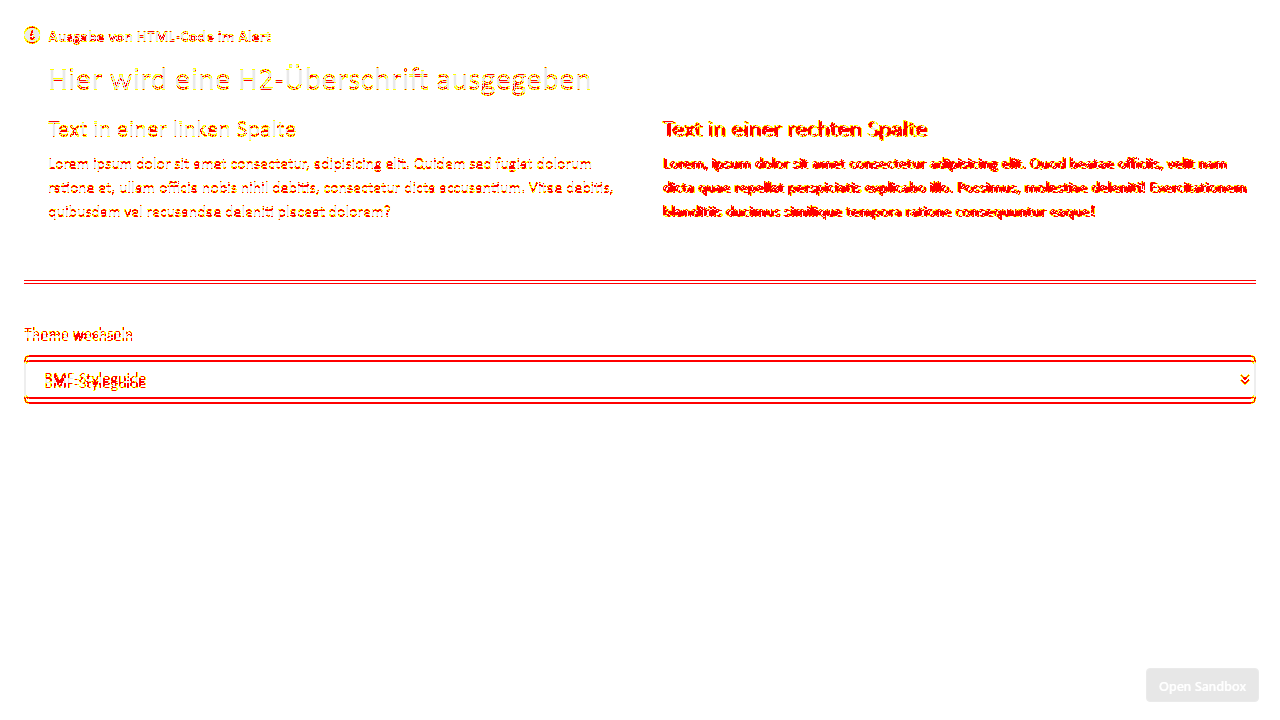 Ausgabe von HTML-Code im Alert
Hier wird eine H2-Überschrift ausgegeben
Text in einer linken Spalte
Lorem ipsum dolor sit amet consectetur, adipisicing elit. Quidem sed fugiat dolorum
ratione et, ullam officiis nobis nihil debitis, consectetur dicta accusantium. Vitae debitis,
quibusdam vel recusandae deleniti placeat dolorem?
Text in einer rechten Spalte
Lorem, ipsum dolor sit amet consectetur adipisicing elit. Quod beatae officiis, velit nam
dicta quae repellat perspiciatis explicabo illo. Possimus, molestiae deleniti! Exercitationem
blanditiis ducimus similique tempora ratione consequuntur eaque!
Theme wechseln
BMF-Styleguide
Open Sandbox